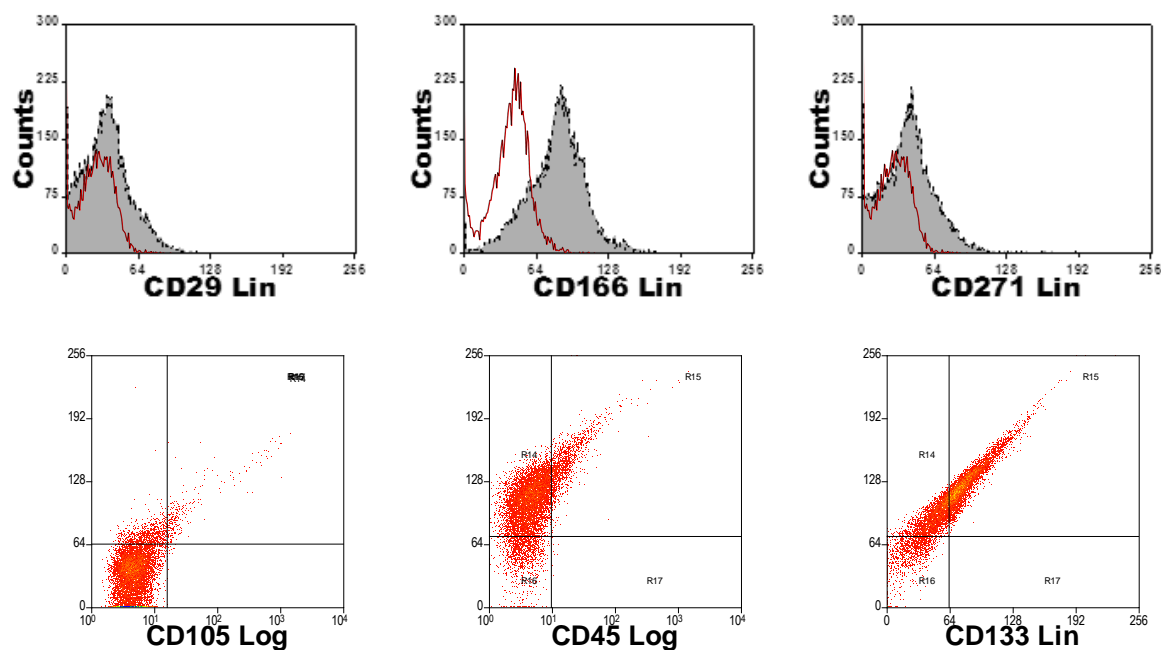 300
225
150
75
0
Counts
0 64 128 192 256
CD29 Lin
300
225
150
75
0
Counts
0 64 128 192 256
CD166 Lin
300
225
150
75
0
Counts
0 64 128 192 256
CD271 Lin
256
192
128
64
0
R14
10⁰ 10¹ 10² 10³ 10⁴
CD105 Log
256
192
128
64
0
R15
R14
R16
R17
10⁰ 10¹ 10² 10³ 10⁴
CD45 Log
256
192
128
64
0
R15
R14
R16
R17
0 64 128 192 256
CD133 Lin